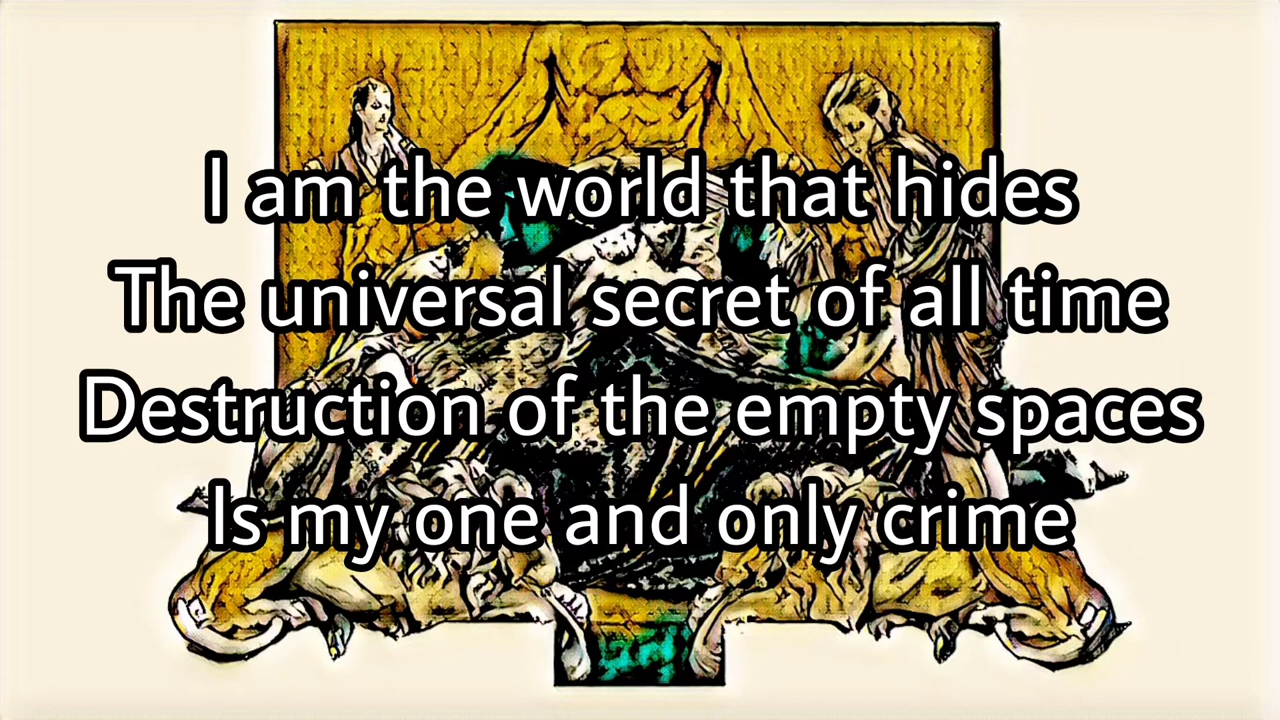 I am the world that hides
The universal secret of all time
Destruction of the empty spaces
Is my one and only crime